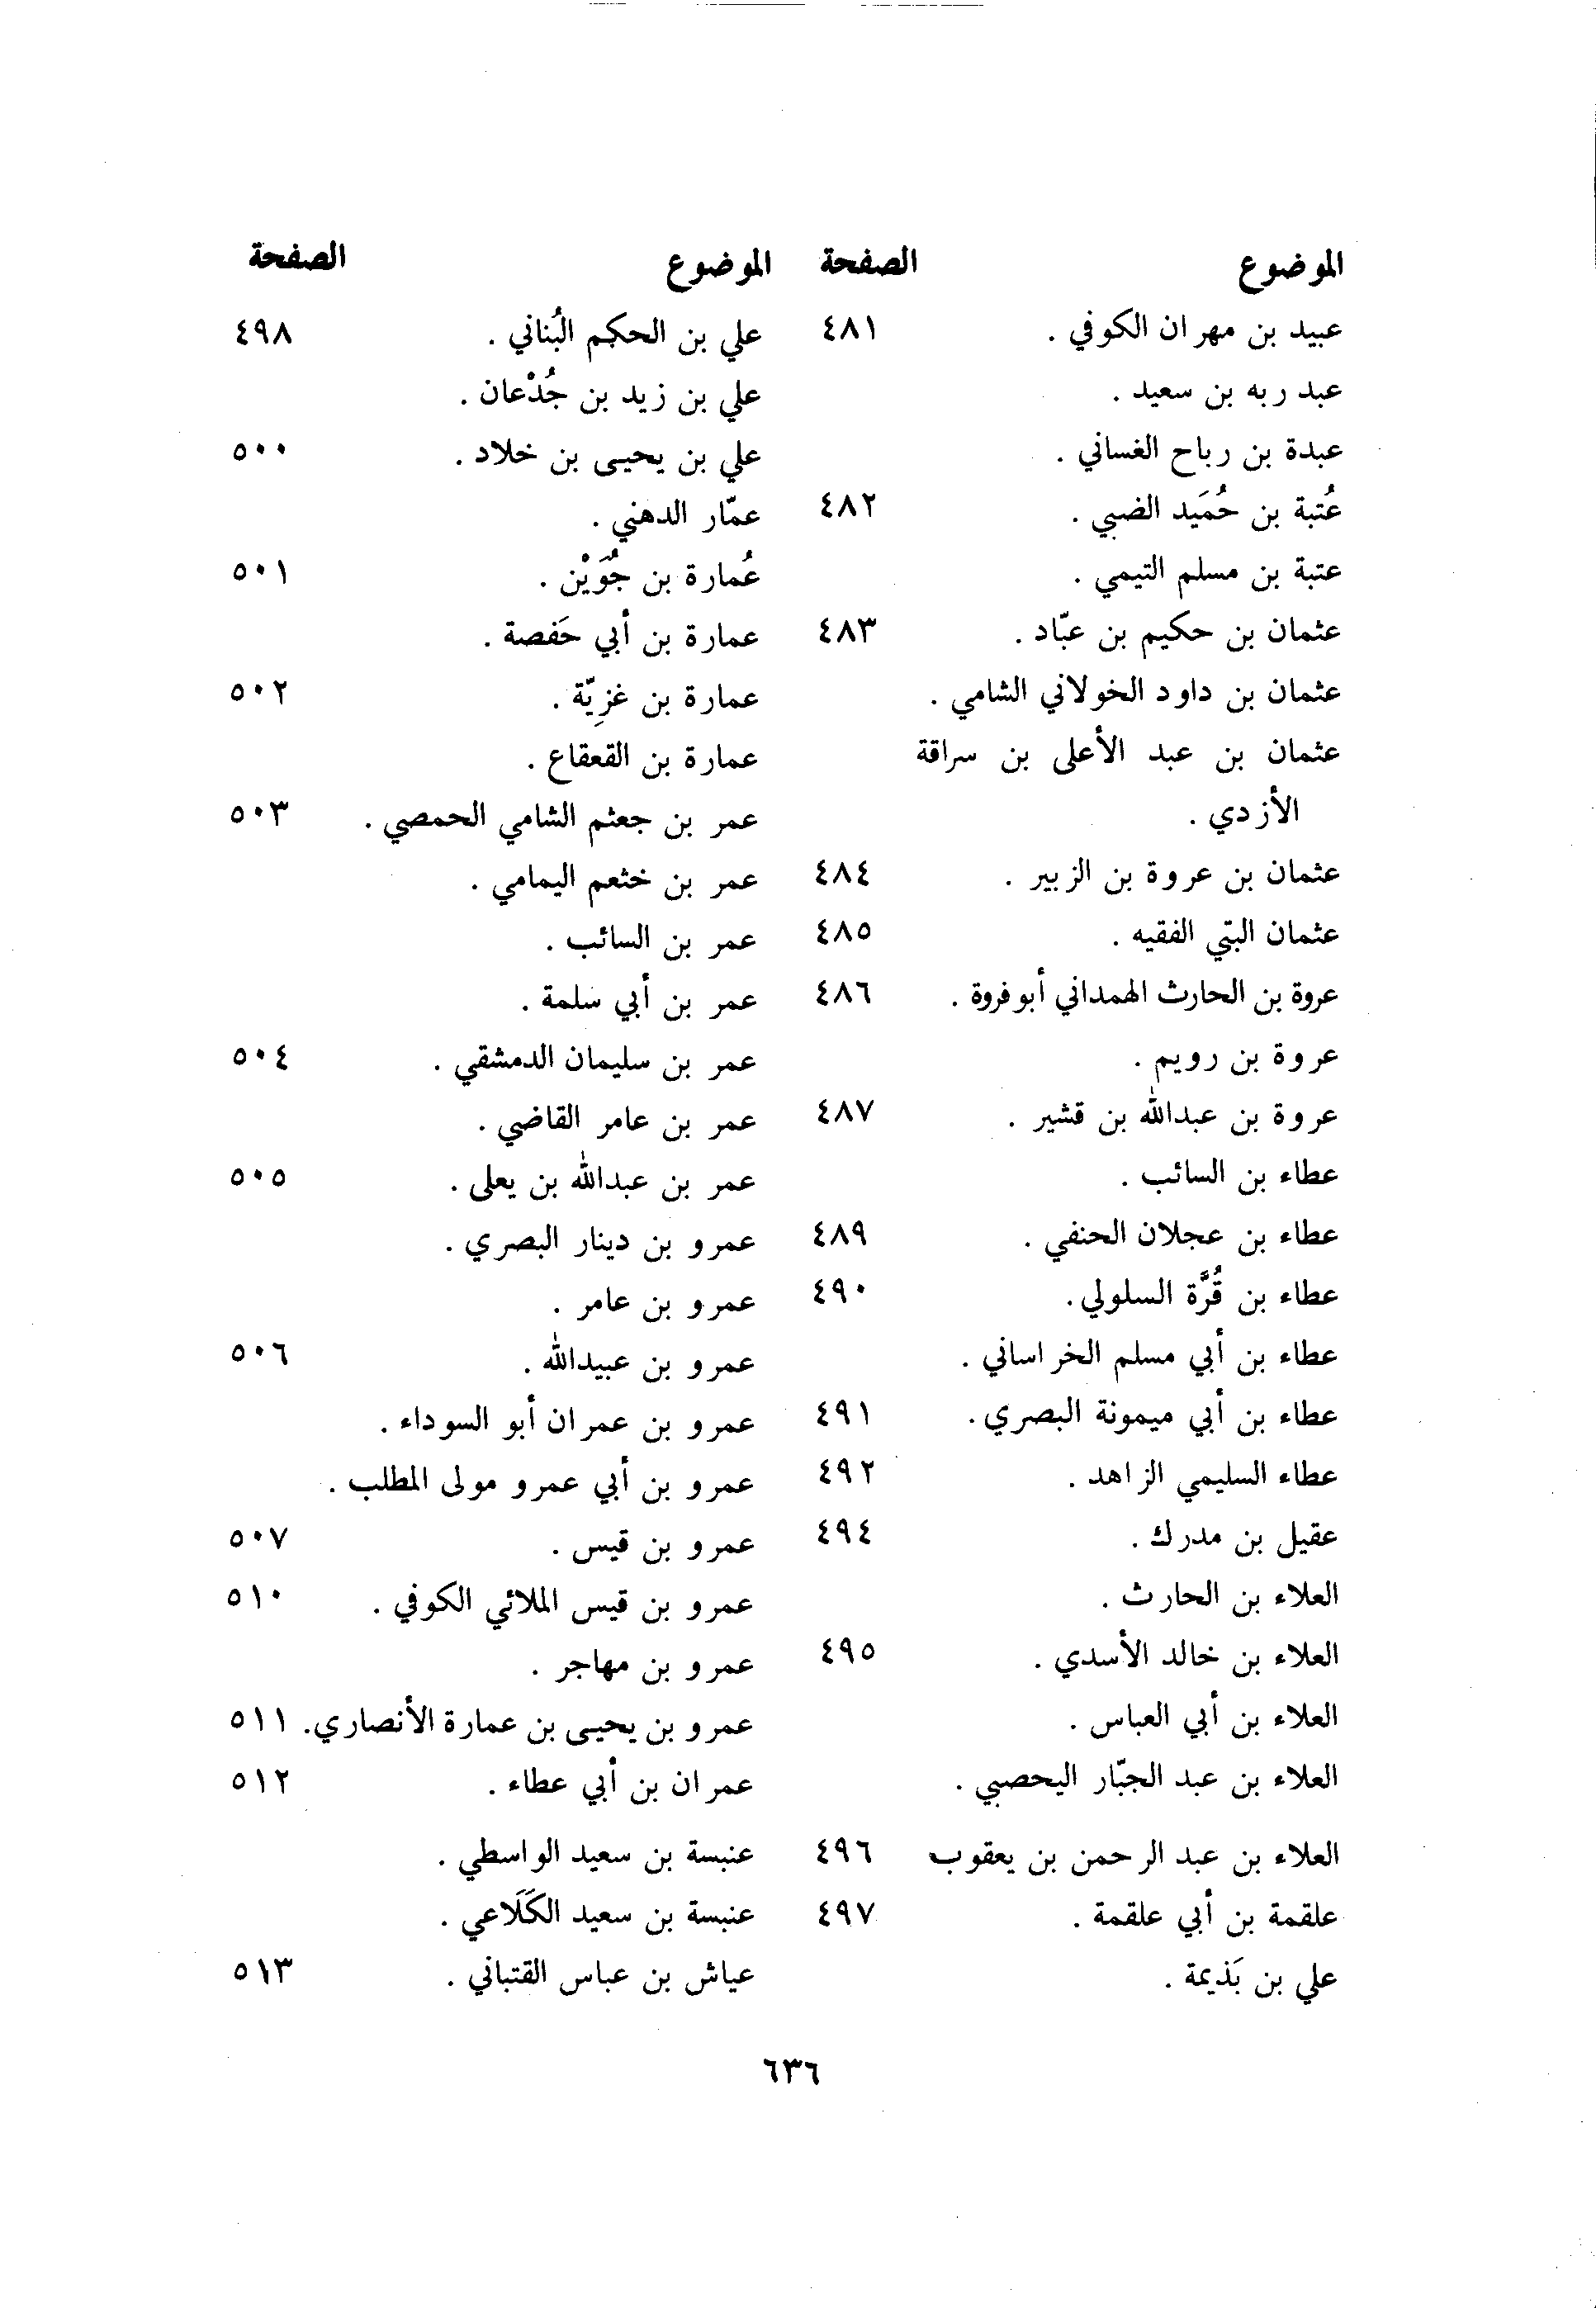 الموضوع الصفحة
عبيد بن مهران الكوفي . ٤٨١
عبد ربه بن سعيد .
عبدة بن رباح الغساني .
عُتبة بن حُمَيد الضبي . ٤٨٢
عتبة بن مسلم التيمي .
عثمان بن حكيم بن عبّاد . ٤٨٣
عثمان بن داود الخولاني الشامي .
عثمان بن عبد الأعلى بن سراقة
الأزدي .
عثمان بن عروة بن الزبير . ٤٨٤
عثمان البتي الفقيه . ٤٨٥
عروة بن الحارث الهمداني أبو فروة . ٤٨٦
عروة بن رويم .
عروة بن عبدالله بن قشير . ٤٨٧
عطاء بن السائب .
عطاء بن عجلان الحنفي . ٤٨٩
عطاء بن قُرَّة السلولي . ٤٩٠
عطاء بن أبي مسلم الخراساني .
عطاء بن أبي ميمونة البصري . ٤٩١
عطاء السليمي الزاهد . ٤٩٢
عقيل بن مدرك . ٤٩٤
العلاء بن الحارث .
العلاء بن خالد الأسدي . ٤٩٥
العلاء بن أبي العباس .
العلاء بن عبد الجبّار اليحصبي .
العلاء بن عبد الرحمن بن يعقوب ٤٩٦
علقمة بن أبي علقمة . ٤٩٧
علي بن بَذيمة .
الموضوع الصفحة
علي بن الحكم البُناني . ٤٩٨
علي بن زيد بن جُدْعان .
علي بن يحيى بن خلاد . ٥٠٠
عمّار الدهني .
عُمارة بن جُوَيْن . ٥٠١
عمارة بن أبي حَفصة .
عمارة بن غزِيّة . ٥٠٢
عمارة بن القعقاع .
عمر بن جعثم الشامي الحمصي . ٥٠٣
عمر بن خثعم اليمامي .
عمر بن السائب .
عمر بن أبي سلمة .
عمر بن سليمان الدمشقي . ٥٠٤
عمر بن عامر القاضي .
عمر بن عبدالله بن يعلى . ٥٠٥
عمرو بن دينار البصري .
عمرو بن عامر .
عمرو بن عبيدالله . ٥٠٦
عمرو بن عمران أبو السوداء .
عمرو بن أبي عمرو مولى المطلب .
عمرو بن قيس . ٥٠٧
عمرو بن قيس الملائي الكوفي . ٥١٠
عمرو بن مهاجر .
عمرو بن يحيى بن عمارة الأنصاري . ٥١١
عمران بن أبي عطاء . ٥١٢
عنبسة بن سعيد الواسطي .
عنبسة بن سعيد الكَلَاعي .
عياش بن عباس القتباني . ٥١٣
٦٣٦